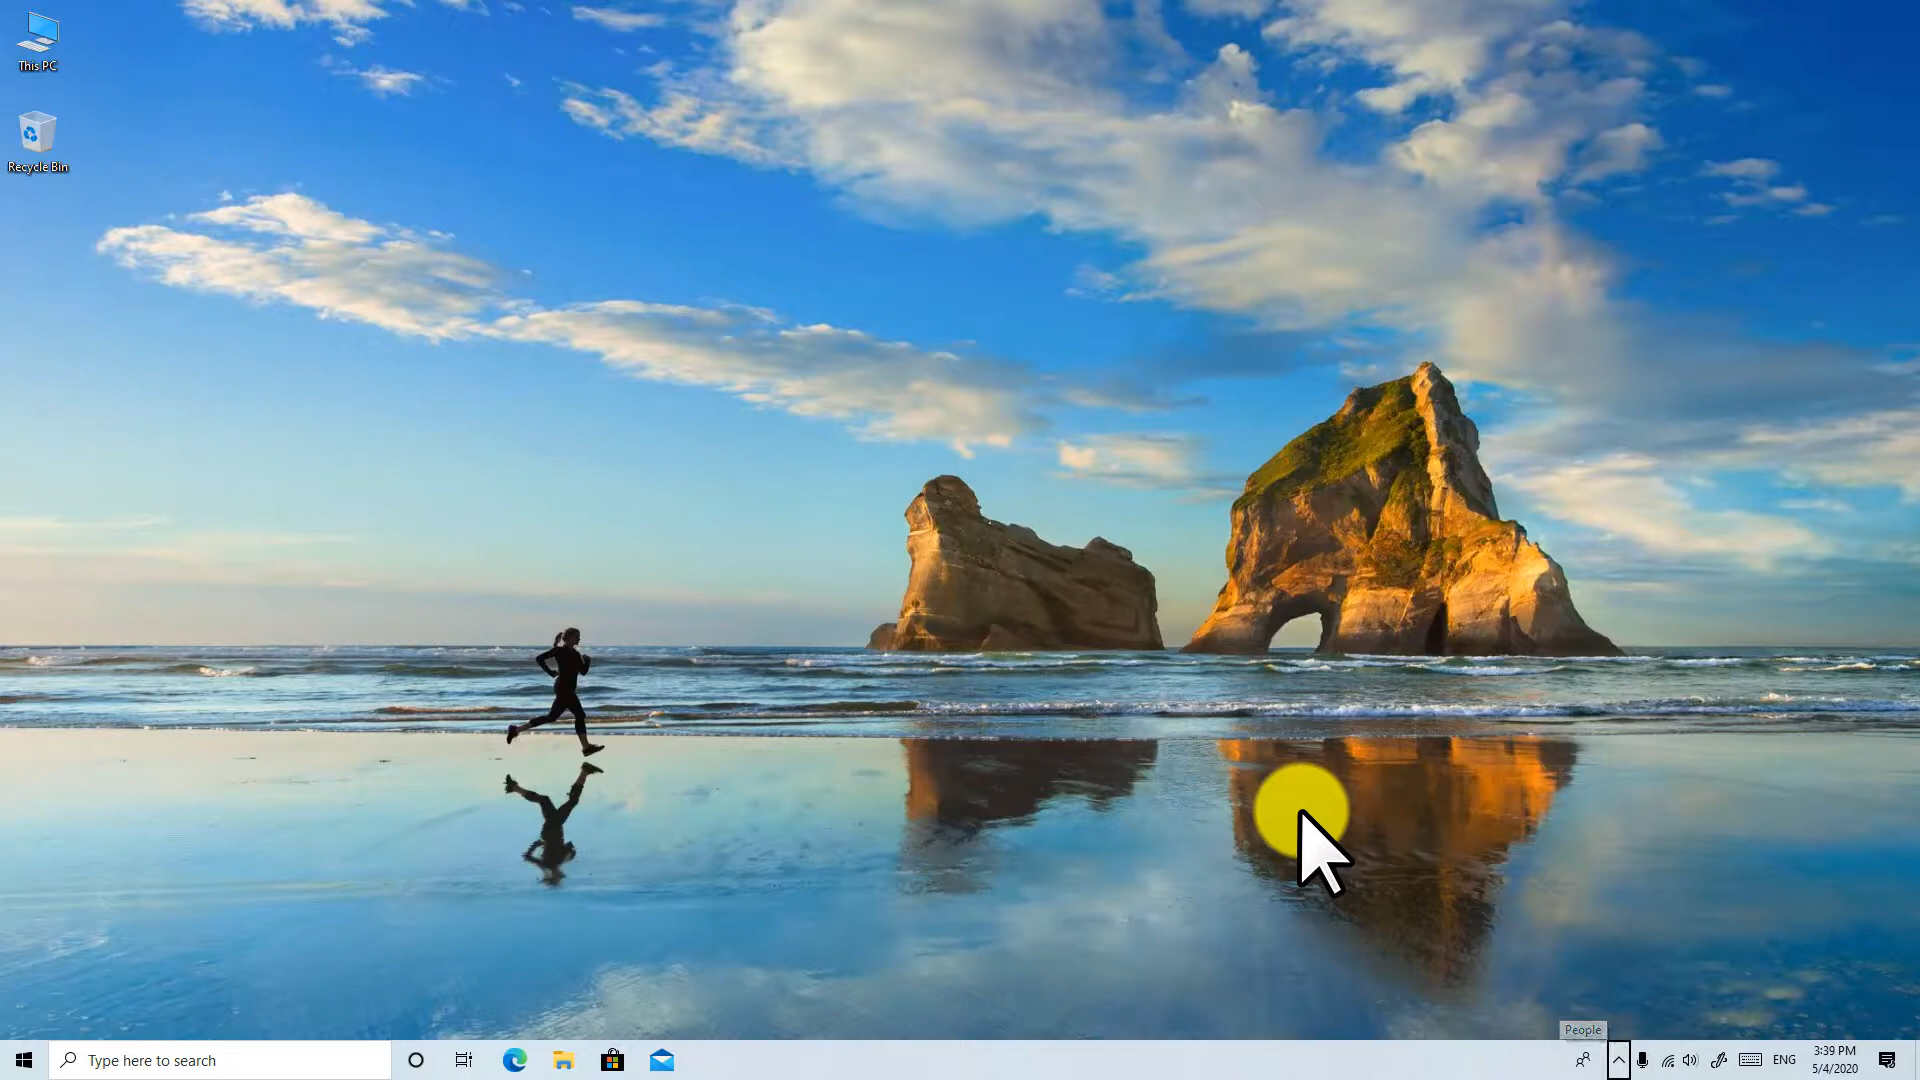 This PC
Recycle Bin
People
Type here to search
ENG
3:39 PM
5/4/2020